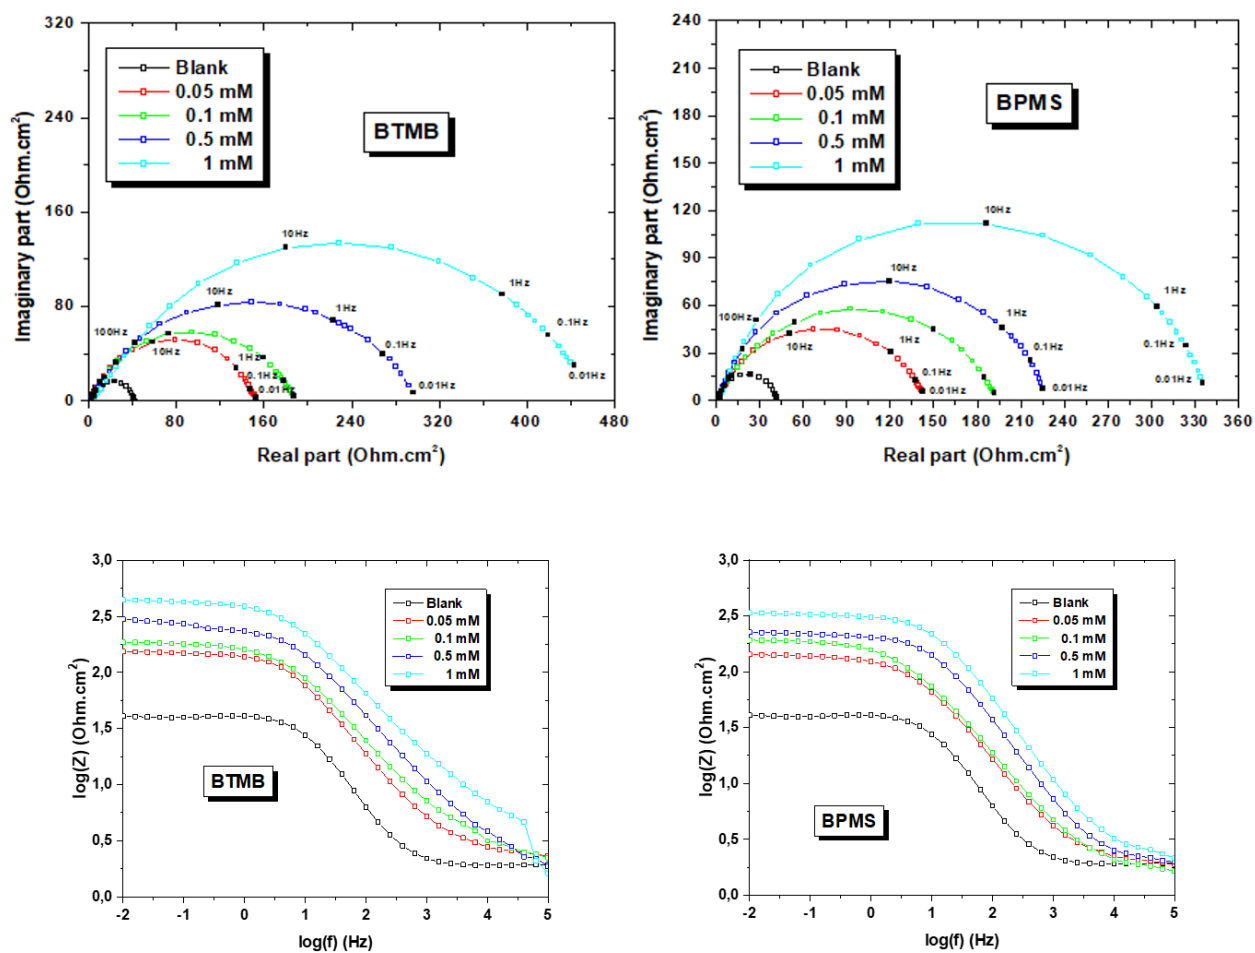 320
240
160
80
0
Imaginary part (Ohm.cm²)
Blank
0.05 mM
0.1 mM
0.5 mM
1 mM
BTMB
10Hz
1Hz
0.1Hz
0.01Hz
10Hz
1Hz
0.1Hz
0.01Hz
100Hz
10Hz
1Hz
0.1Hz
0.01Hz
0 80 160 240 320 400 480
Real part (Ohm.cm²)
240
210
180
150
120
90
60
30
0
Imaginary part (Ohm.cm²)
Blank
0.05 mM
0.1 mM
0.5 mM
1 mM
BPMS
10Hz
1Hz
0.1Hz
0.01Hz
10Hz
1Hz
0.1Hz
0.01Hz
100Hz
10Hz
1Hz
0.1Hz
0.01Hz
0 30 60 90 120 150 180 210 240 270 300 330 360
Real part (Ohm.cm²)
3,0
2,5
2,0
1,5
1,0
0,5
0,0
log(Z) (Ohm.cm²)
Blank
0.05 mM
0.1 mM
0.5 mM
1 mM
BTMB
-2 -1 0 1 2 3 4 5
log(f) (Hz)
3,0
2,5
2,0
1,5
1,0
0,5
0,0
log(Z) (Ohm.cm²)
Blank
0.05 mM
0.1 mM
0.5 mM
1 mM
BPMS
-2 -1 0 1 2 3 4 5
log(f) (Hz)